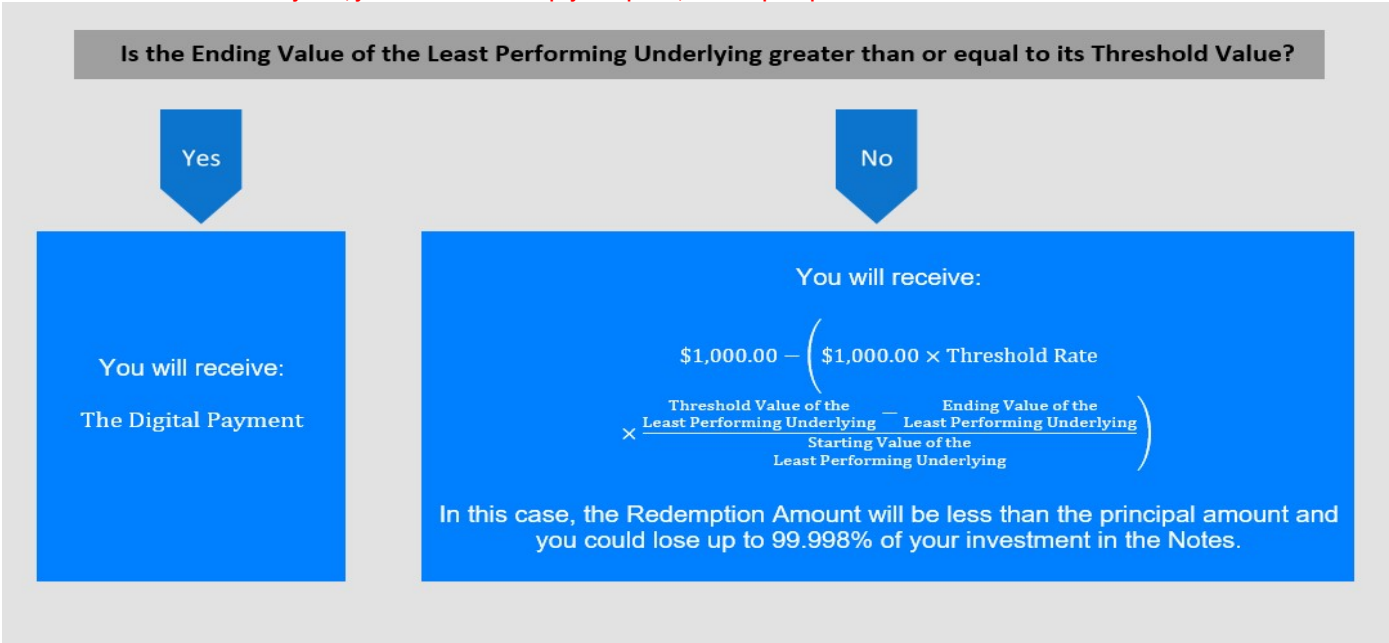 Is the Ending Value of the Least Performing Underlying greater than or equal to its Threshold Value?
Yes
No
You will receive:
The Digital Payment
You will receive:
$1,000.00 − ( $1,000.00 × Threshold Rate
× Threshold Value of the Least Performing Underlying − Ending Value of the Least Performing Underlying
Starting Value of the
Least Performing Underlying )
In this case, the Redemption Amount will be less than the principal amount and
you could lose up to 99.998% of your investment in the Notes.